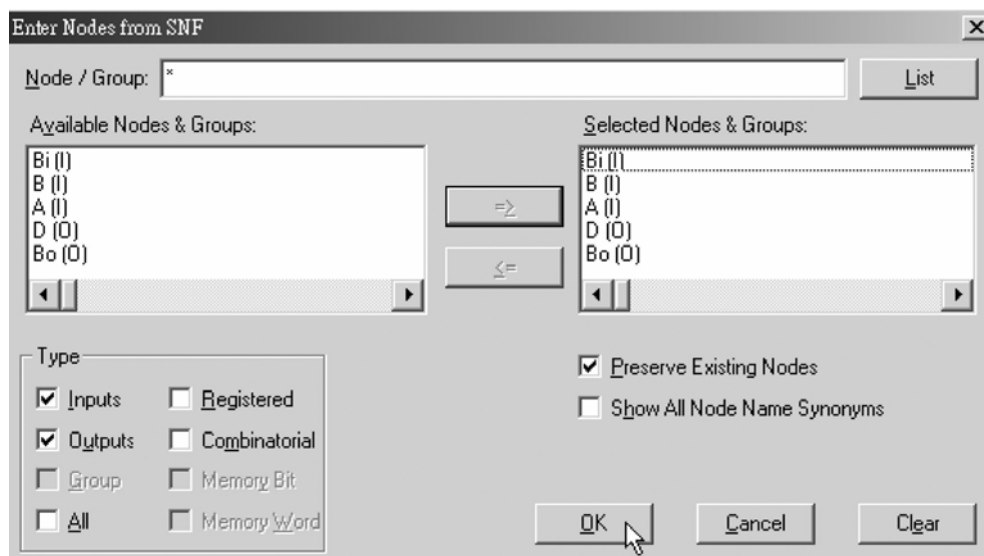 Enter Nodes from SNF
Node / Group: *
List
Available Nodes & Groups:
Bi (I)
B (I)
A (I)
D (O)
Bo (O)
=>
<=
Selected Nodes & Groups:
Bi (I)
B (I)
A (I)
D (O)
Bo (O)
Type
Inputs
Registered
Outputs
Combinatorial
Group
Memory Bit
All
Memory Word
Preserve Existing Nodes
Show All Node Name Synonyms
OK
Cancel
Clear